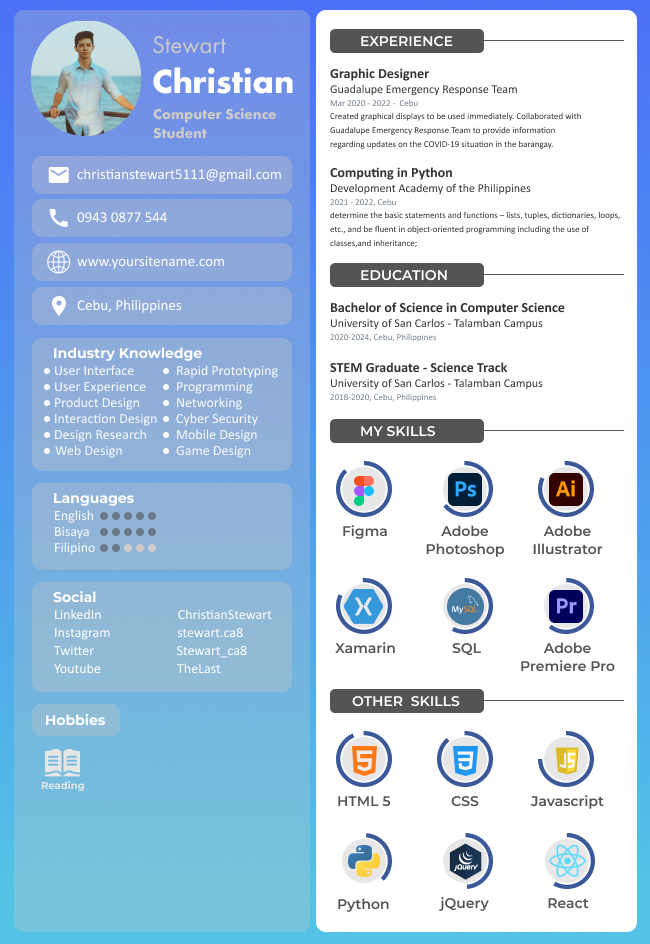 Stewart
Christian
Computer Science
Student
christianstewart5111@gmail.com
0943 0877 544
www.yoursitename.com
Cebu, Philippines
Industry Knowledge
User Interface
User Experience
Product Design
Interaction Design
Design Research
Web Design
Rapid Prototyping
Programming
Networking
Cyber Security
Mobile Design
Game Design
Languages
English
Bisaya
Filipino
Social
LinkedIn ChristianStewart
Instagram stewart.ca8
Twitter Stewart_ca8
Youtube TheLast
Hobbies
Reading
EXPERIENCE
Graphic Designer
Guadalupe Emergency Response Team
Mar 2020 - 2022 - Cebu
Created graphical displays to be used immediately. Collaborated with
Guadalupe Emergency Response Team to provide information
regarding updates on the COVID-19 situation in the barangay.
Computing in Python
Development Academy of the Philippines
2021 - 2022, Cebu
determine the basic statements and functions – lists, tuples, dictionaries, loops,
etc., and be fluent in object-oriented programming including the use of
classes,and inheritance;
EDUCATION
Bachelor of Science in Computer Science
University of San Carlos - Talamban Campus
2020-2024, Cebu, Philippines
STEM Graduate - Science Track
University of San Carlos - Talamban Campus
2018-2020, Cebu, Philippines
MY SKILLS
Figma
Ps
Adobe
Photoshop
Ai
Adobe
Illustrator
Xamarin
MySQL
SQL
Pr
Adobe
Premiere Pro
OTHER SKILLS
5
HTML 5
3
CSS
JS
Javascript
Python
jQuery
jQuery
React